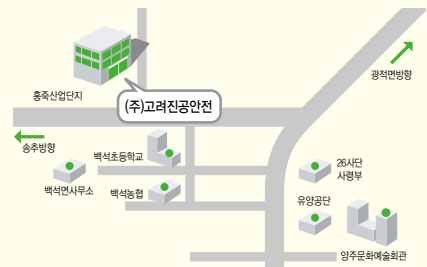 광적면방향
홍죽산업단지
(주)고려진공안전
송추방향
백석초등학교
26사단
사령부
백석면사무소
백석농협
유양공단
양주문화예술회관